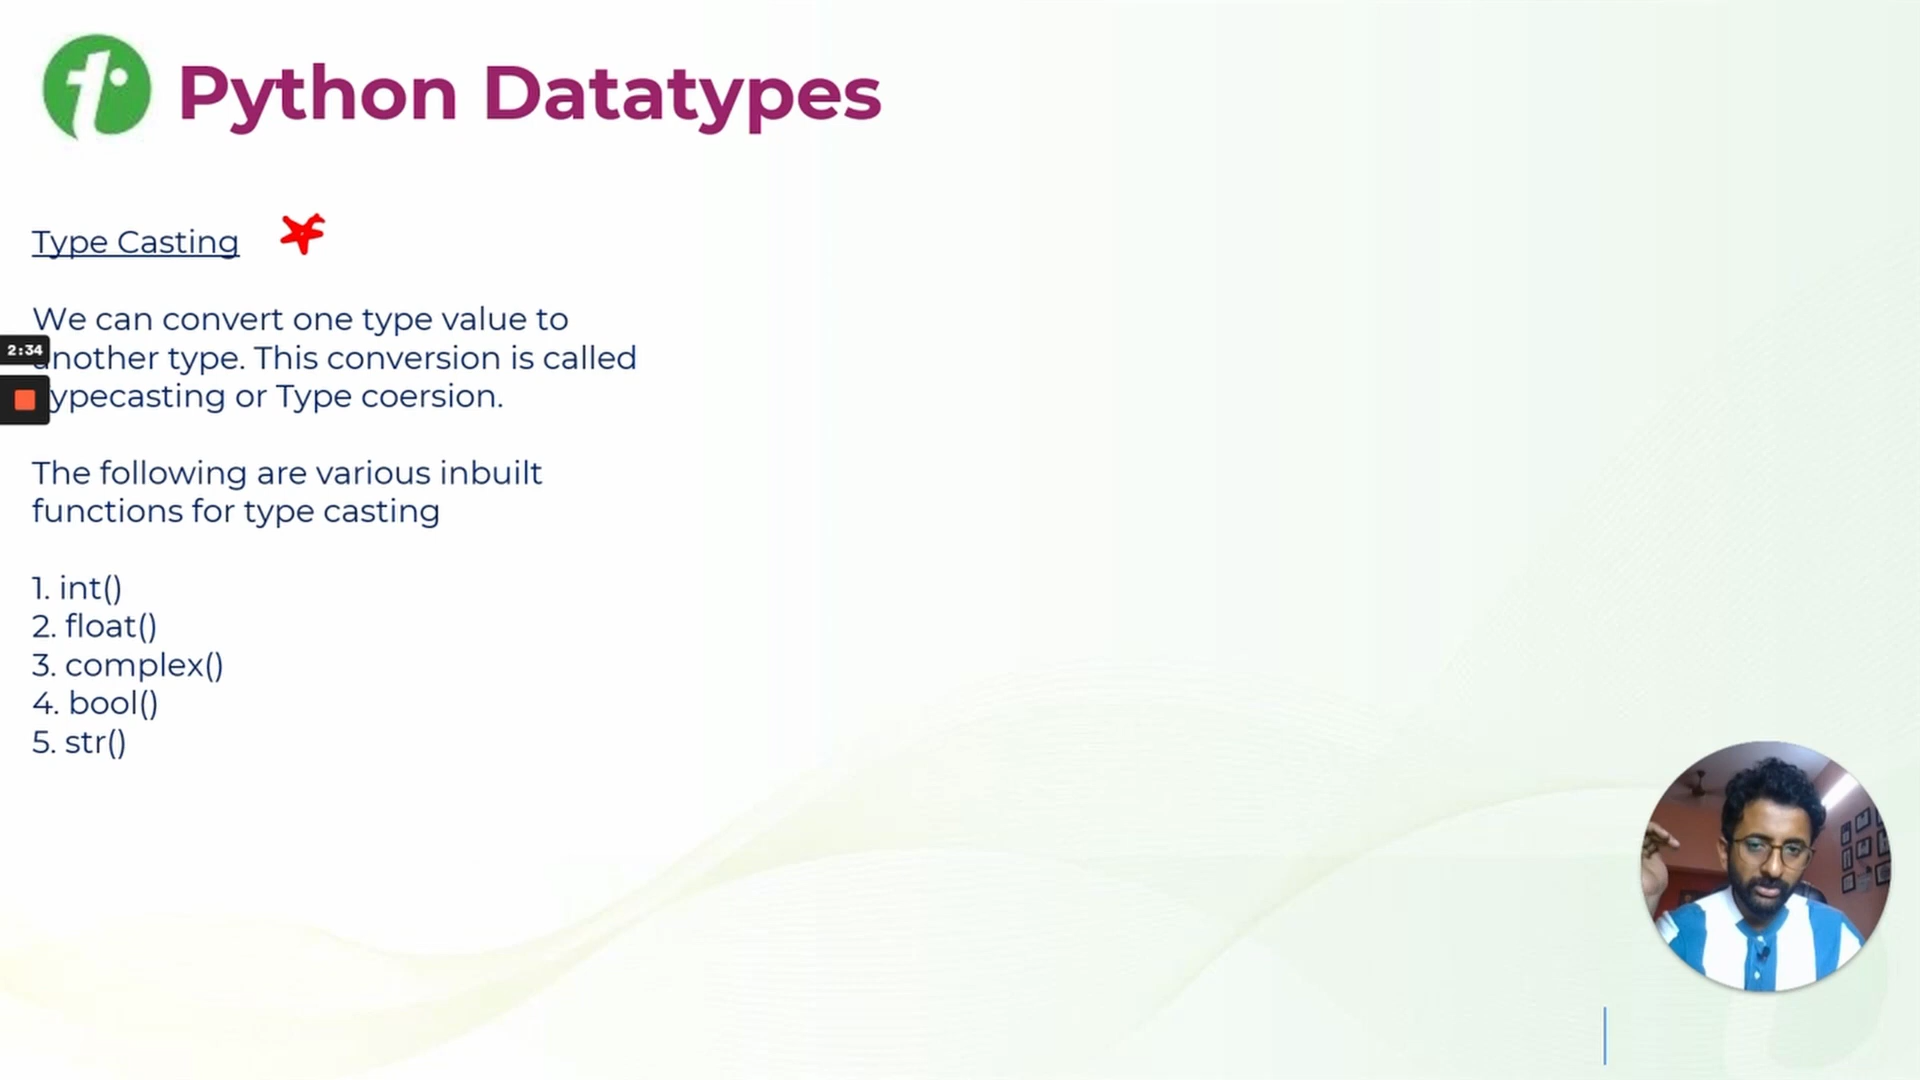 Python Datatypes
Type Casting
We can convert one type value to
2:34
another type. This conversion is called
ypecasting or Type coersion.
The following are various inbuilt
functions for type casting
1. int()
2. float()
3. complex()
4. bool()
5. str()